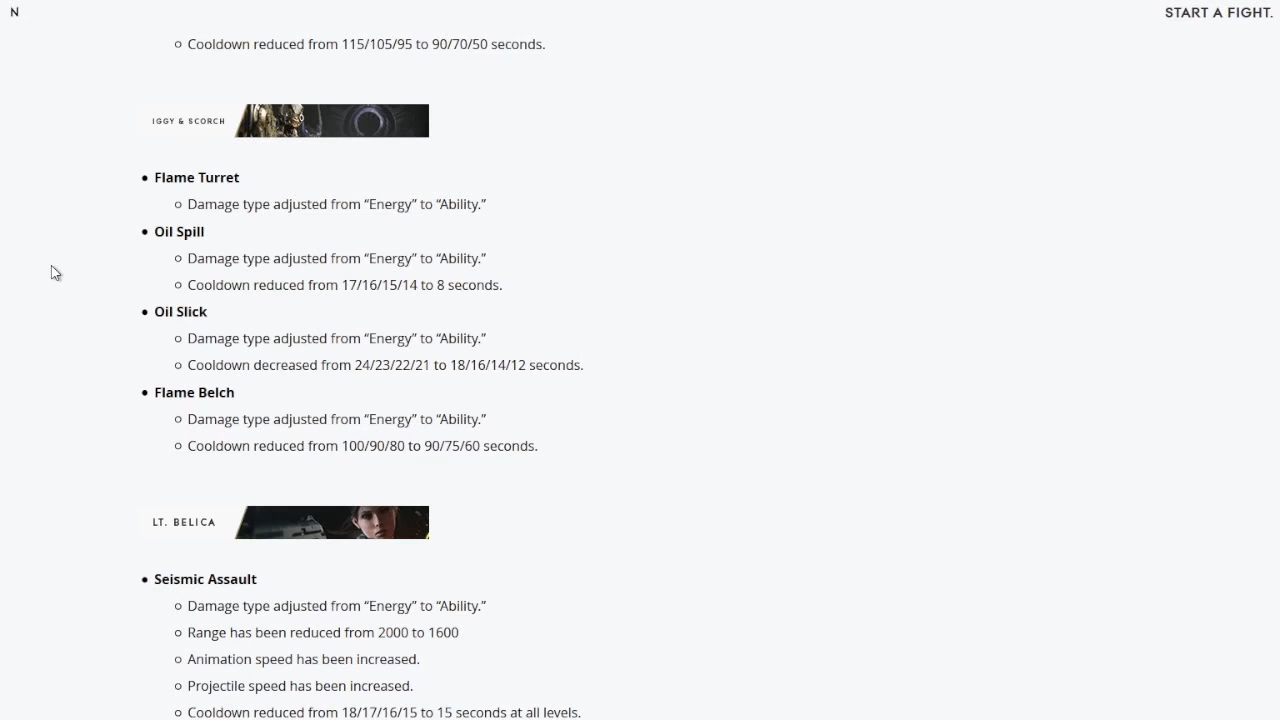 N
START A FIGHT.
Cooldown reduced from 115/105/95 to 90/70/50 seconds.
IGGY & SCORCH
Flame Turret
Damage type adjusted from “Energy” to “Ability.”
Oil Spill
Damage type adjusted from “Energy” to “Ability.”
Cooldown reduced from 17/16/15/14 to 8 seconds.
Oil Slick
Damage type adjusted from “Energy” to “Ability.”
Cooldown decreased from 24/23/22/21 to 18/16/14/12 seconds.
Flame Belch
Damage type adjusted from “Energy” to “Ability.”
Cooldown reduced from 100/90/80 to 90/75/60 seconds.
LT. BELICA
Seismic Assault
Damage type adjusted from “Energy” to “Ability.”
Range has been reduced from 2000 to 1600
Animation speed has been increased.
Projectile speed has been increased.
Cooldown reduced from 18/17/16/15 to 15 seconds at all levels.